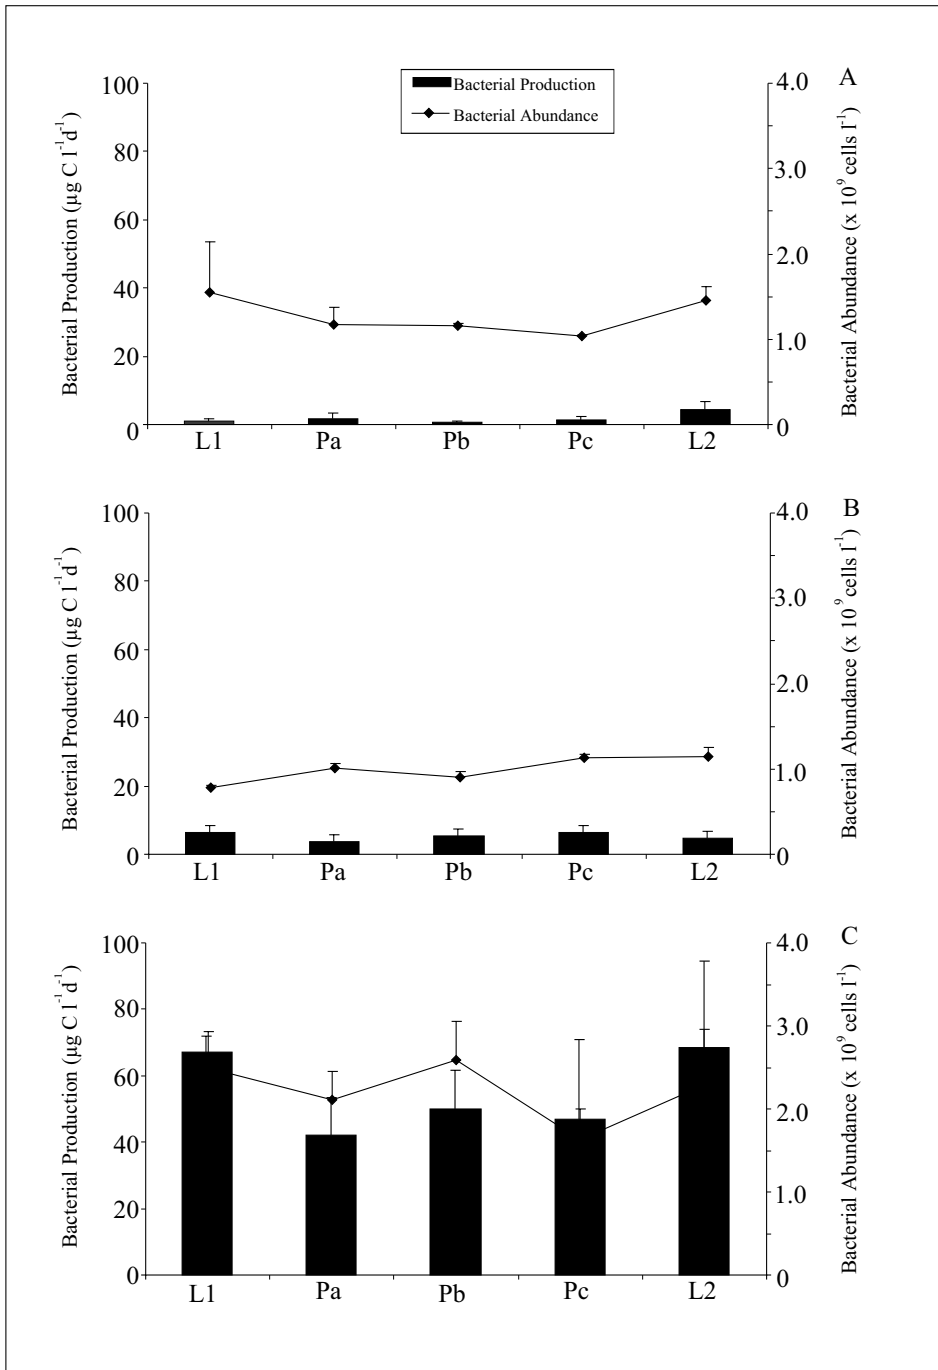 A
Bacterial Production
Bacterial Abundance
Bacterial Production (µg C l⁻¹d⁻¹)
100
80
60
40
20
0
4.0
3.0
2.0
1.0
0
Bacterial Abundance (x 10⁹ cells l⁻¹)
L1 Pa Pb Pc L2
B
Bacterial Production (µg C l⁻¹d⁻¹)
100
80
60
40
20
0
4.0
3.0
2.0
1.0
0
Bacterial Abundance (x 10⁹ cells l⁻¹)
L1 Pa Pb Pc L2
C
Bacterial Production (µg C l⁻¹d⁻¹)
100
80
60
40
20
0
4.0
3.0
2.0
1.0
0
Bacterial Abundance (x 10⁹ cells l⁻¹)
L1 Pa Pb Pc L2